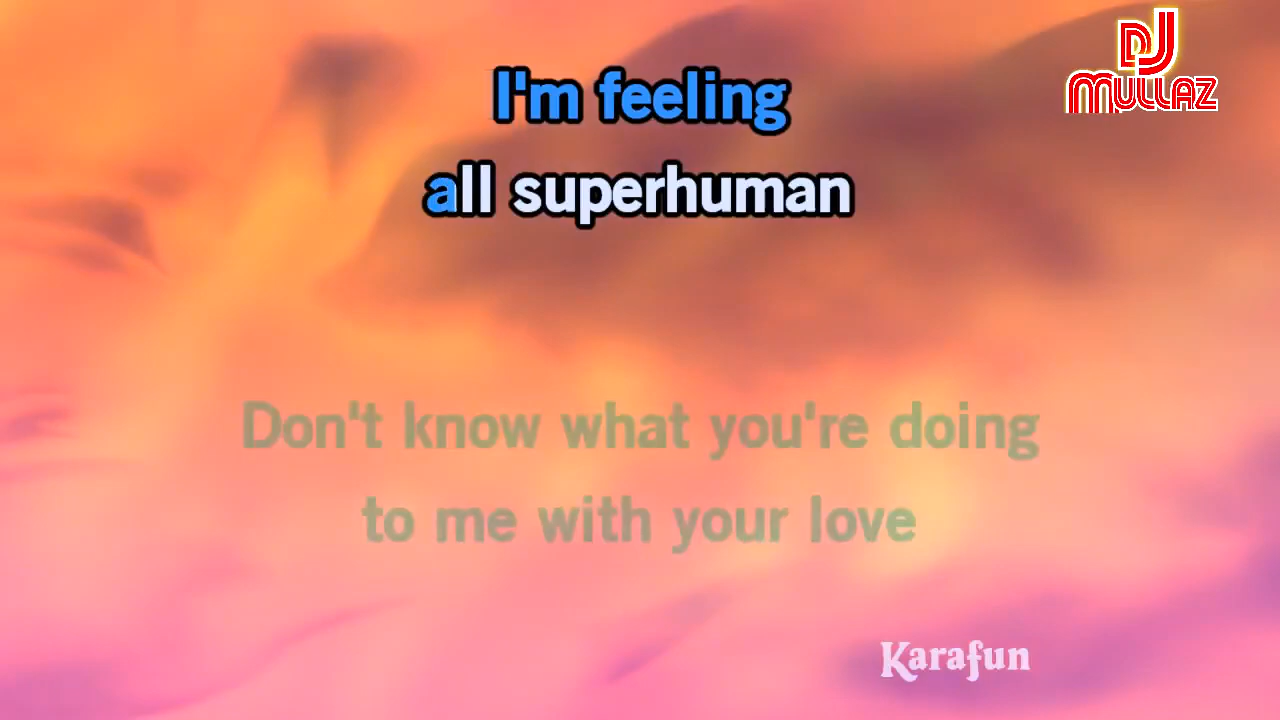 DJ
MULLAZ
I'm feeling
all superhuman
Don't know what you're doing
to me with your love
Karafun